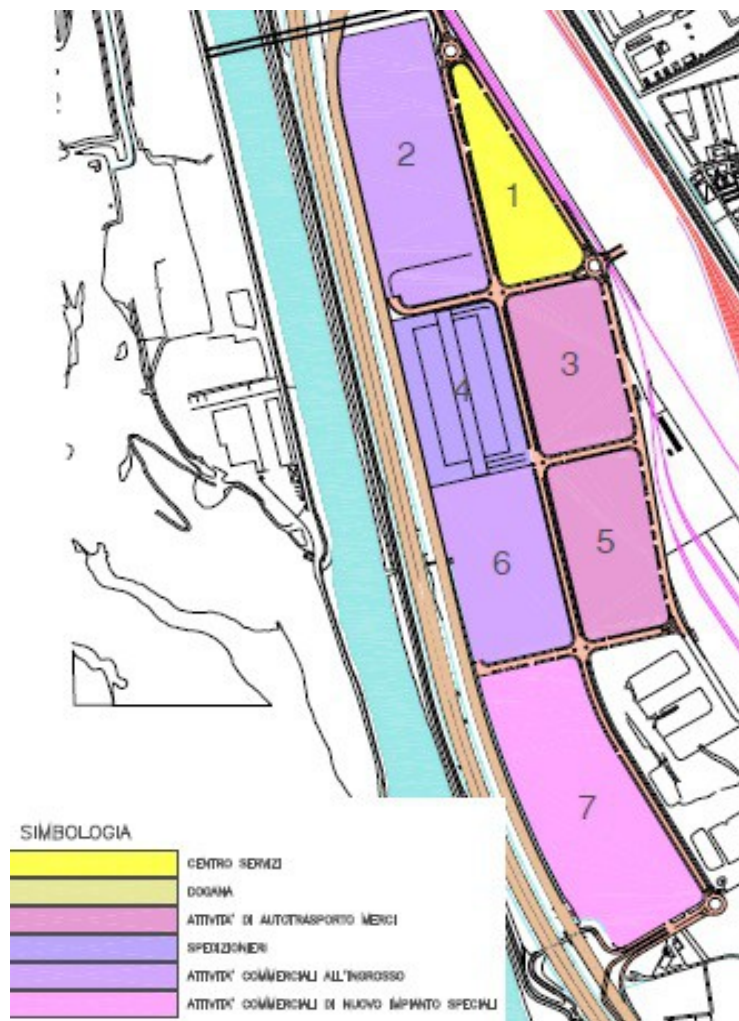 2
1
3
4
5
6
7
SIMBOLOGIA
CENTRO SERVIZI
DOGANA
ATTIVITA' DI AUTOTRASPORTO MERCI
SPEDIZIONIERI
ATTIVITA' COMMERCIALI ALL'INGROSSO
ATTIVITA' COMMERCIALI DI NUOVO IMPIANTO SPECIALI